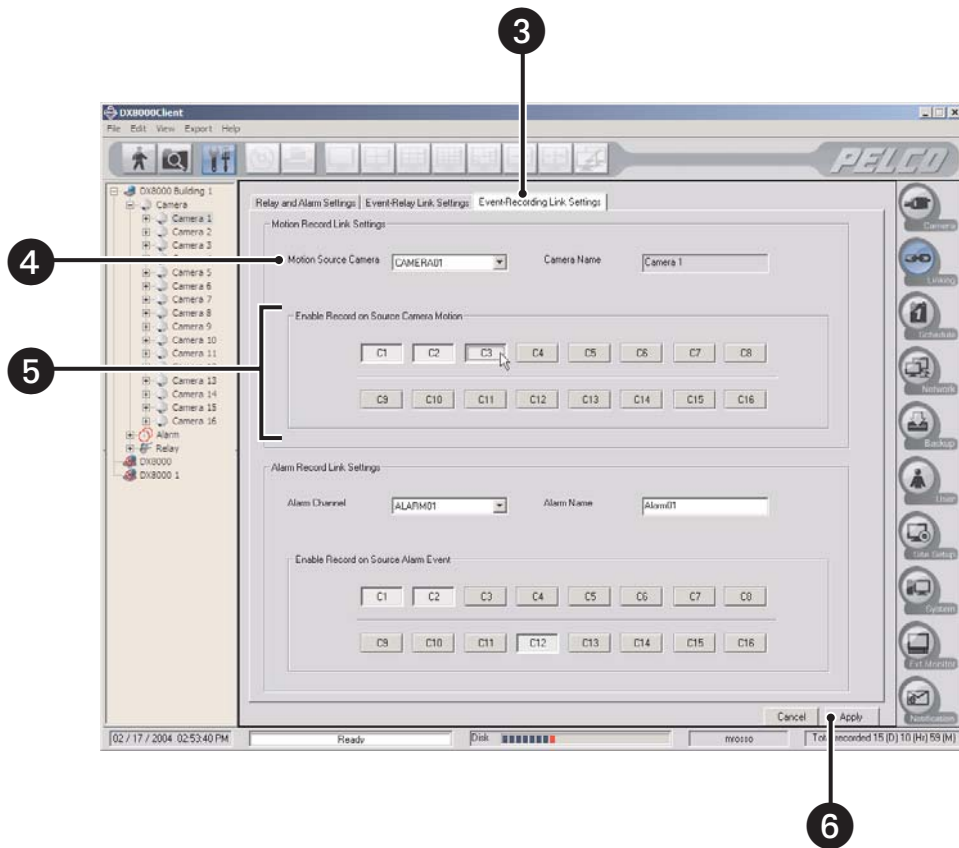 3
DX8000Client
File Edit View Export Help
PELCO
DX8000 Building 1
Camera
Camera 1
Camera 2
Camera 3
Camera 5
Camera 6
Camera 7
Camera 8
Camera 9
Camera 10
Camera 11
Camera 13
Camera 14
Camera 15
Camera 16
Alarm
Relay
DX8000
DX8000 1
Relay and Alarm Settings Event-Relay Link Settings Event-Recording Link Settings
Motion Record Link Settings
4
Motion Source Camera CAMERA01 Camera Name Camera 1
5
Enable Record on Source Camera Motion
C1 C2 C3 C4 C5 C6 C7 C8
C9 C10 C11 C12 C13 C14 C15 C16
Alarm Record Link Settings
Alarm Channel ALARM01 Alarm Name Alarm01
Enable Record on Source Alarm Event
C1 C2 C3 C4 C5 C6 C7 C8
C9 C10 C11 C12 C13 C14 C15 C16
Cancel Apply
Camera
Linking
Schedule
Network
Backup
User
Site Setup
System
Ext Monitor
Notification
02 / 17 / 2004 02:53:40 PM Ready Disk mrosso recorded 15 (D) 10 (Hr) 59 (M)
6